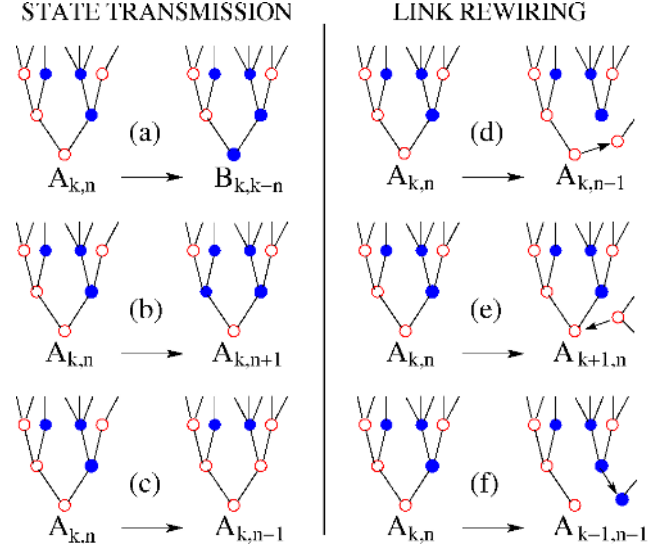 STATE TRANSMISSION
LINK REWIRING
(a)
A_{k,n}
B_{k,k-n}
(d)
A_{k,n}
A_{k,n-1}
(b)
A_{k,n}
A_{k,n+1}
(e)
A_{k,n}
A_{k+1,n}
(c)
A_{k,n}
A_{k,n-1}
(f)
A_{k,n}
A_{k-1,n-1}